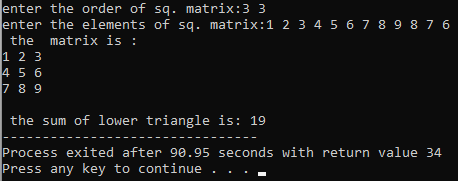 enter the order of sq. matrix:3 3
enter the elements of sq. matrix:1 2 3 4 5 6 7 8 9 8 7 6
the  matrix is :
1 2 3
4 5 6
7 8 9
the sum of lower triangle is: 19
--------------------------------
Process exited after 90.95 seconds with return value 34
Press any key to continue . . .